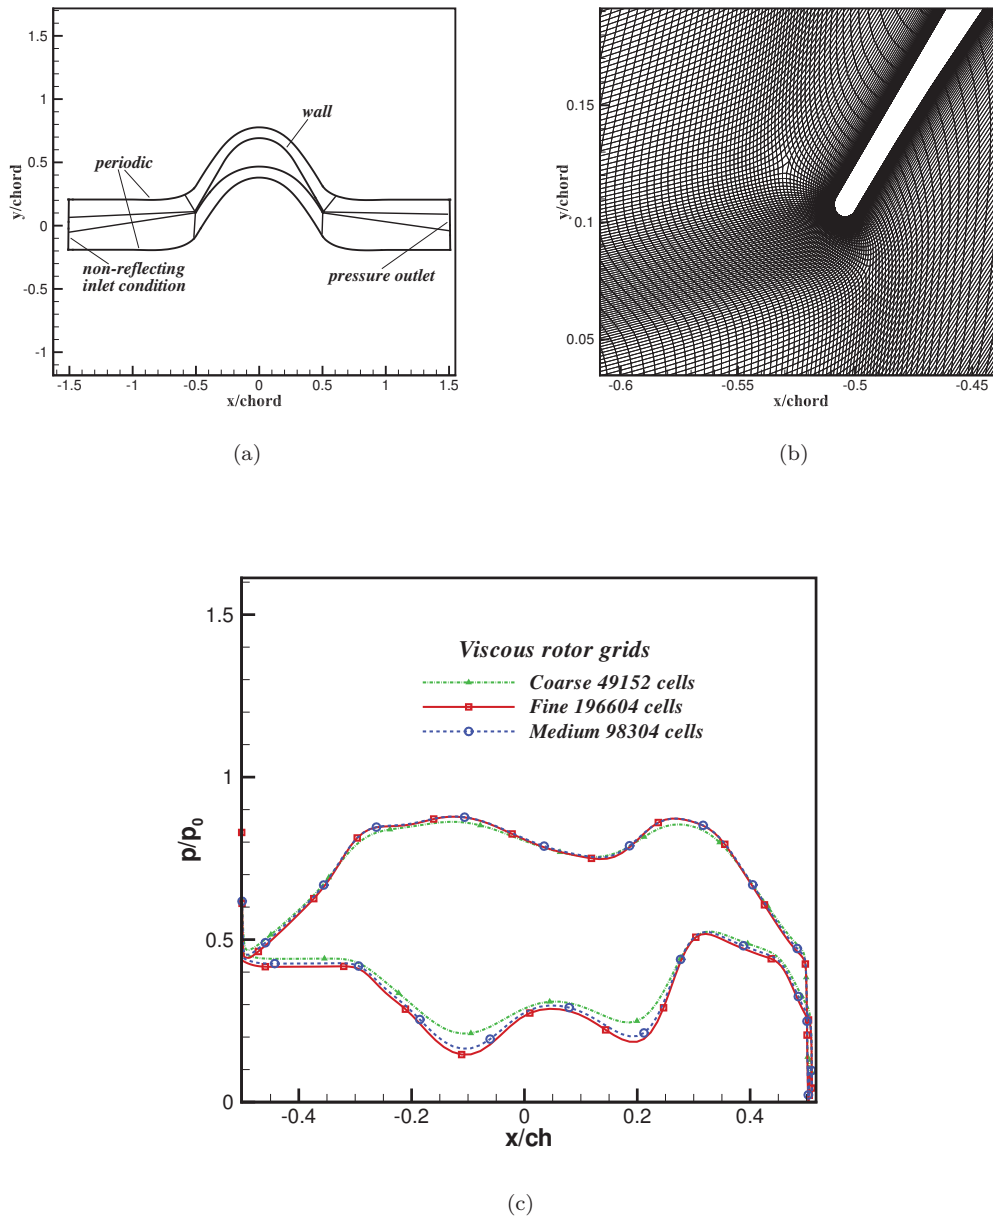 1.5
1
0.5
0
-0.5
-1
y/chord
wall
periodic
non-reflecting
inlet condition
pressure outlet
-1.5 -1 -0.5 0 0.5 1 1.5
x/chord
(a)
0.15
0.1
0.05
y/chord
-0.6 -0.55 -0.5 -0.45
x/chord
(b)
1.5
1
0.5
0
p/p0
Viscous rotor grids
Coarse 49152 cells
Fine 196604 cells
Medium 98304 cells
-0.4 -0.2 0 0.2 0.4
x/ch
(c)